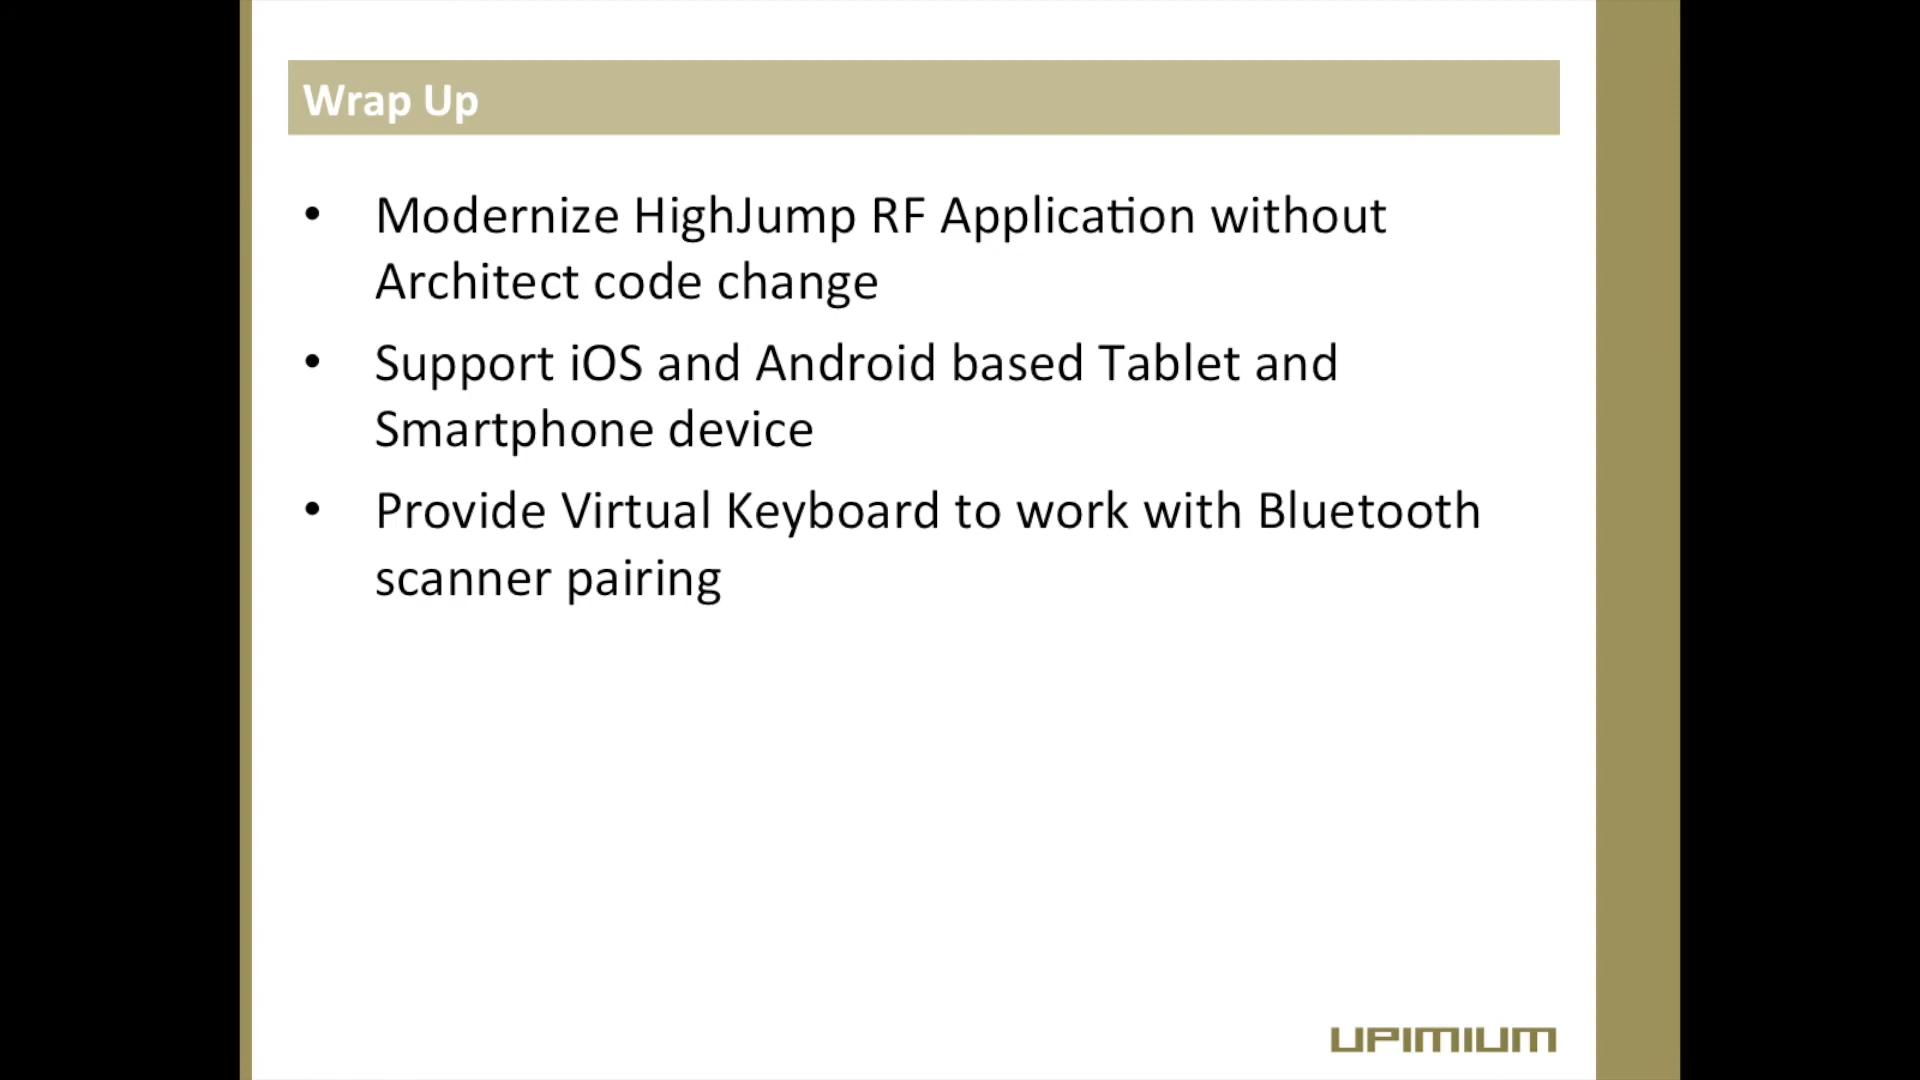 Wrap Up
• Modernize HighJump RF Application without
Architect code change
• Support iOS and Android based Tablet and
Smartphone device
• Provide Virtual Keyboard to work with Bluetooth
scanner pairing
UPIMIUM